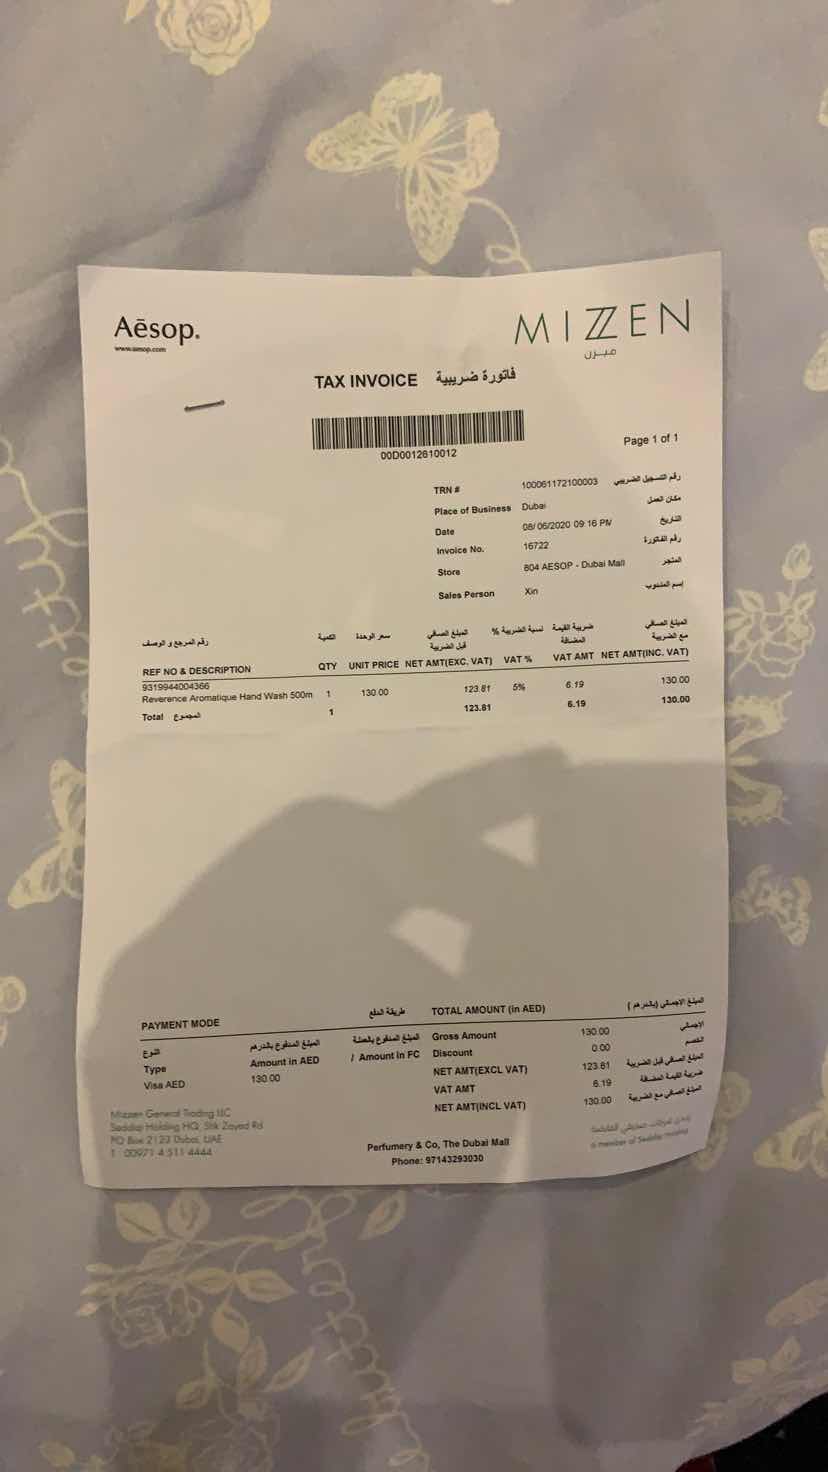 Aēsop.
www.aesop.com
MIZZEN
ميزن
TAX INVOICE فاتورة ضريبية
00D0012610012
Page 1 of 1
TRN # 100061172100003 رقم التسجيل الضريبي
Place of Business Dubai مكان العمل
Date 08/06/2020 09:16 PM التاريخ
Invoice No. 16722 رقم الفاتورة
Store 804 AESOP - Dubai Mall المتجر
Sales Person Xin إسم المندوب
رقم المرجع و الوصف الكمية سعر الوحدة المبلغ الصافي قبل الضريبة نسبة الضريبة % ضريبة القيمة المضافة المبلغ الصافي مع الضريبة
REF NO & DESCRIPTION QTY UNIT PRICE NET AMT(EXC. VAT) VAT % VAT AMT NET AMT(INC. VAT)
9319944004366
Reverence Aromatique Hand Wash 500m 1 130.00 123.81 5% 6.19 130.00
Total المجموع 1 123.81 6.19 130.00
PAYMENT MODE طريقة الدفع
النوع المبلغ المدفوع بالدرهم المبلغ المدفوع بالعملة
Type Amount in AED / Amount in FC
Visa AED 130.00
TOTAL AMOUNT (in AED) المبلغ الاجمالي (بالدرهم)
Gross Amount 130.00 الاجمالي
Discount 0.00 الخصم
NET AMT(EXCL VAT) 123.81 المبلغ الصافي قبل الضريبة
VAT AMT 6.19 ضريبة القيمة المضافة
NET AMT(INCL VAT) 130.00 المبلغ الصافي مع الضريبة
Mizzen General Trading LLC
Seddiqi Holding HQ, Shk Zayed Rd
PO Box 2123 Dubai, UAE
T 00971 4 511 4444
Perfumery & Co, The Dubai Mall
Phone: 97143293030
a member of Seddiqi Holding